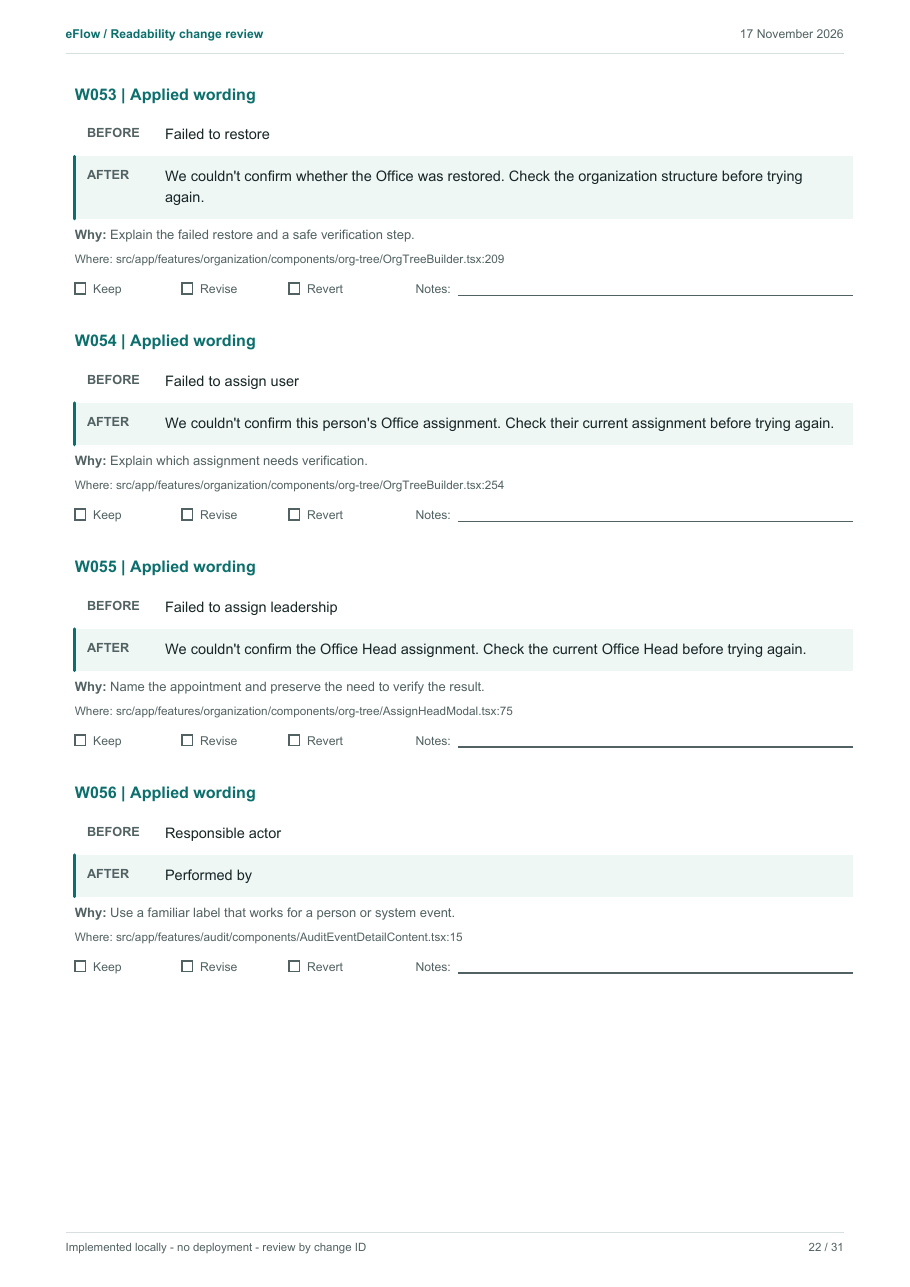 eFlow / Readability change review 17 November 2026
W053 | Applied wording
BEFORE Failed to restore
AFTER We couldn't confirm whether the Office was restored. Check the organization structure before trying
again.
Why: Explain the failed restore and a safe verification step.
Where: src/app/features/organization/components/org-tree/OrgTreeBuilder.tsx:209
Keep Revise Revert Notes:
W054 | Applied wording
BEFORE Failed to assign user
AFTER We couldn't confirm this person's Office assignment. Check their current assignment before trying again.
Why: Explain which assignment needs verification.
Where: src/app/features/organization/components/org-tree/OrgTreeBuilder.tsx:254
Keep Revise Revert Notes:
W055 | Applied wording
BEFORE Failed to assign leadership
AFTER We couldn't confirm the Office Head assignment. Check the current Office Head before trying again.
Why: Name the appointment and preserve the need to verify the result.
Where: src/app/features/organization/components/org-tree/AssignHeadModal.tsx:75
Keep Revise Revert Notes:
W056 | Applied wording
BEFORE Responsible actor
AFTER Performed by
Why: Use a familiar label that works for a person or system event.
Where: src/app/features/audit/components/AuditEventDetailContent.tsx:15
Keep Revise Revert Notes:
Implemented locally - no deployment - review by change ID 22 / 31